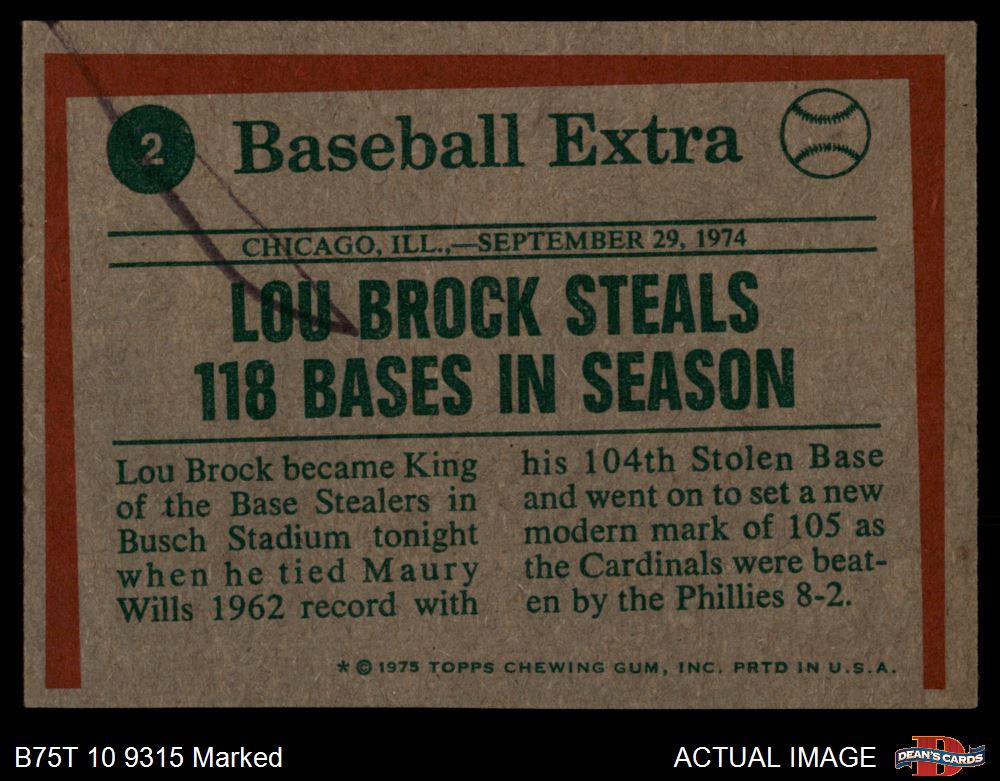 2
Baseball Extra
CHICAGO, ILL.,—SEPTEMBER 29, 1974
LOU BROCK STEALS
118 BASES IN SEASON
Lou Brock became King
of the Base Stealers in
Busch Stadium tonight
when he tied Maury
Wills 1962 record with
his 104th Stolen Base
and went on to set a new
modern mark of 105 as
the Cardinals were beat-
en by the Phillies 8-2.
* © 1975 TOPPS CHEWING GUM, INC. PRTD IN U.S.A.
B75T 10 9315 Marked
ACTUAL IMAGE
D
DEAN'S CARDS